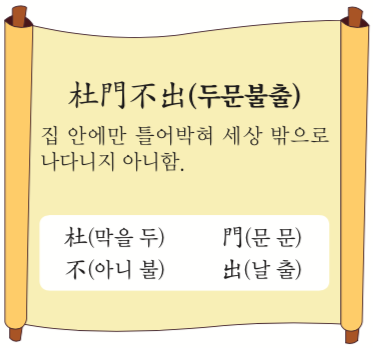 杜門不出(두문불출)
집 안에만 틀어박혀 세상 밖으로
나다니지 아니함.
杜(막을 두) 門(문 문)
不(아니 불) 出(날 출)